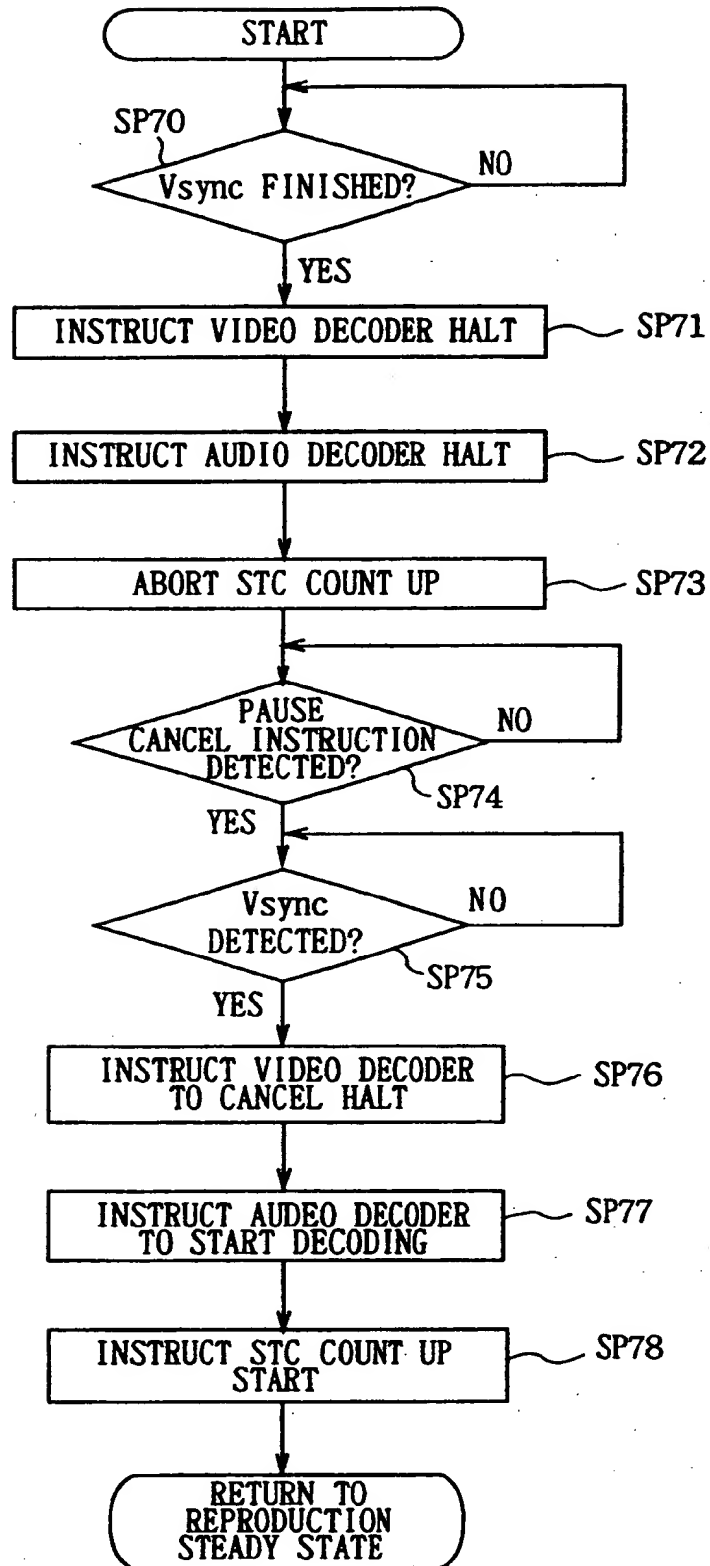 START
SP70
Vsync FINISHED?
NO
YES
INSTRUCT VIDEO DECODER HALT
SP71
INSTRUCT AUDIO DECODER HALT
SP72
ABORT STC COUNT UP
SP73
PAUSE
CANCEL INSTRUCTION
DETECTED?
NO
SP74
YES
Vsync
DETECTED?
NO
SP75
YES
INSTRUCT VIDEO DECODER
TO CANCEL HALT
SP76
INSTRUCT AUDEO DECODER
TO START DECODING
SP77
INSTRUCT STC COUNT UP
START
SP78
RETURN TO
REPRODUCTION
STEADY STATE